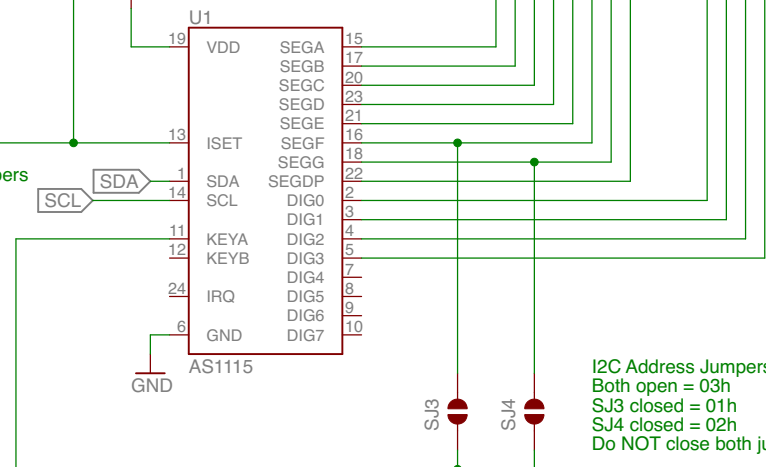 U1
19 VDD SEGA 15
SEGB 17
SEGC 20
SEGD 23
SEGE 21
13 ISET SEGF 16
SEGG 18
SDA 1 SDA SEGDP 22
SCL 14 SCL DIG0 2
DIG1 3
11 KEYA DIG2 4
12 KEYB DIG3 5
DIG4 7
24 IRQ DIG5 8
DIG6 9
6 GND DIG7 10
AS1115
GND
SJ3
SJ4
I2C Address Jumpers
Both open = 03h
SJ3 closed = 01h
SJ4 closed = 02h
Do NOT close both